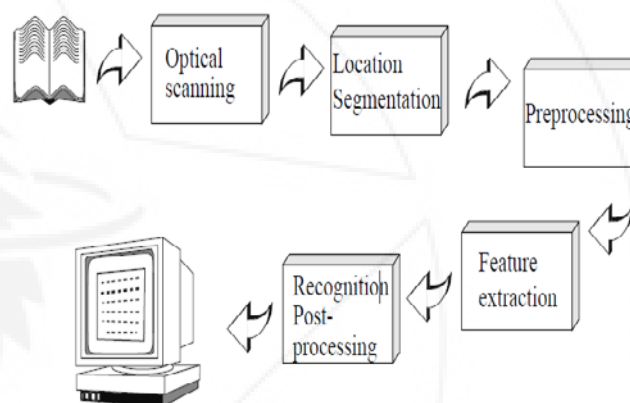 Optical
scanning
Location
Segmentation
Preprocessing
Feature
extraction
Recognition
Post-
processing